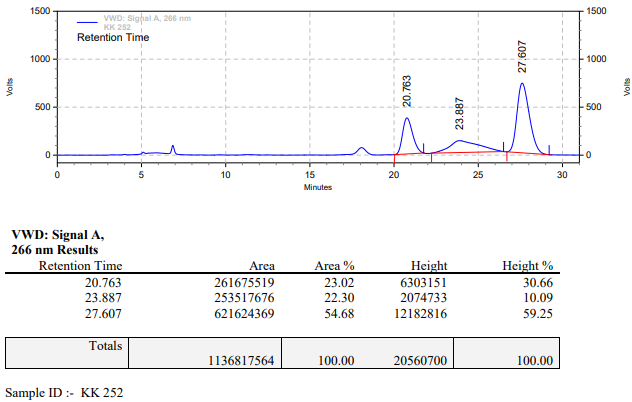 VWD: Signal A, 266 nm
KK 252
Retention Time
1500 1500
1000 1000
500 500
0 0
Volts
Volts
20.763
23.887
27.607
0 5 10 15 20 25 30
Minutes
VWD: Signal A,
266 nm Results
Retention Time Area Area % Height Height %
20.763 261675519 23.02 6303151 30.66
23.887 253517676 22.30 2074733 10.09
27.607 621624369 54.68 12182816 59.25
Totals
1136817564 100.00 20560700 100.00
Sample ID :- KK 252